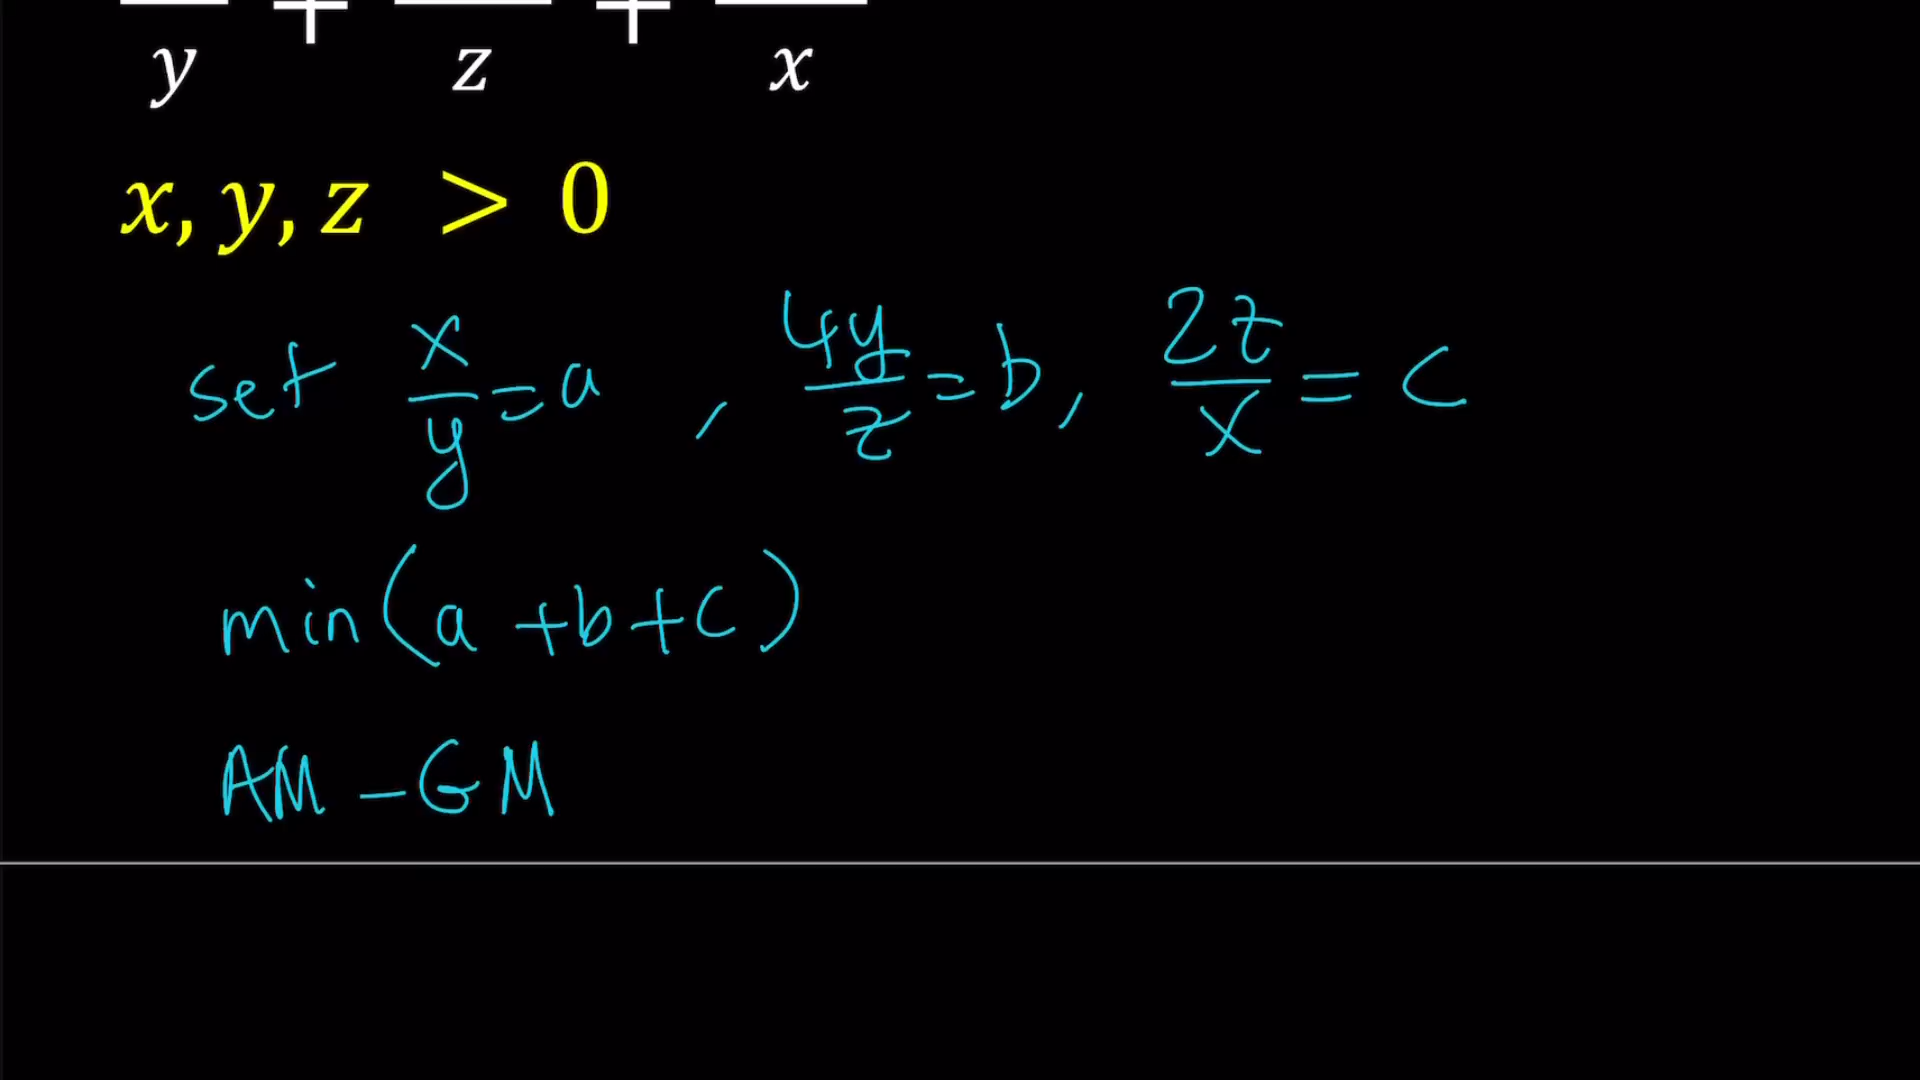 y + z + x
x, y, z > 0
set x/y = a , 4y/z = b, 2z/x = c
min(a + b + c)
AM - GM